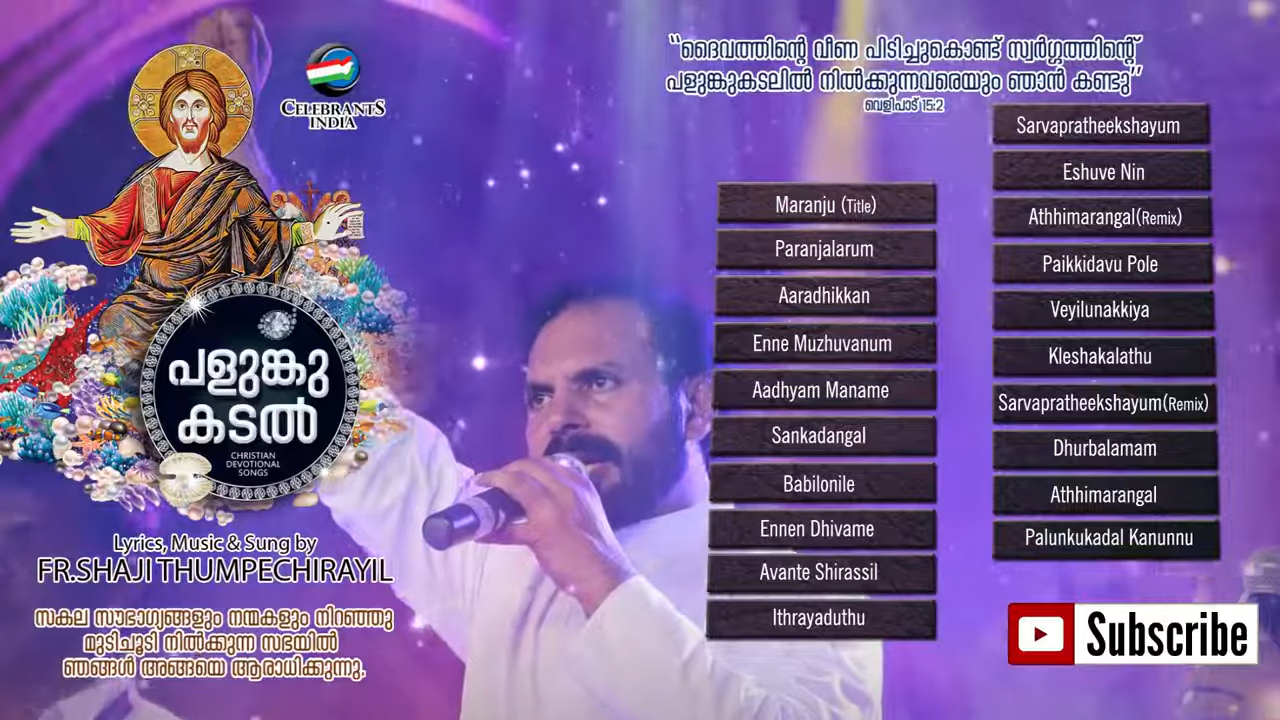 CELEBRANTS
INDIA
പളുങ്കു
കടൽ
CHRISTIAN
DEVOTIONAL
SONGS
Lyrics, Music & Sung by
FR.SHAJI THUMPECHIRAYIL
സകല സൗഭാഗ്യങ്ങളും നന്മകളും നിറഞ്ഞു
മുടിചൂടി നിൽക്കുന്ന സഭയിൽ
ഞങ്ങൾ അങ്ങയെ ആരാധിക്കുന്നു.
“ദൈവത്തിന്റെ വീണ പിടിച്ചുകൊണ്ട് സ്വർഗ്ഗത്തിന്റെ
പളുങ്കുകടലിൽ നിൽക്കുന്നവരെയും ഞാൻ കണ്ടു”
വെളിപാട് 15:2
Maranju (Title)
Paranjalarum
Aaradhikkan
Enne Muzhuvanum
Aadhyam Maname
Sankadangal
Babilonile
Ennen Dhivame
Avante Shirassil
Ithrayaduthu
Sarvapratheekshayum
Eshuve Nin
Athhimarangal(Remix)
Paikkidavu Pole
Veyilunakkiya
Kleshakalathu
Sarvapratheekshayum(Remix)
Dhurbalamam
Athhimarangal
Palunkukadal Kanunnu
Subscribe